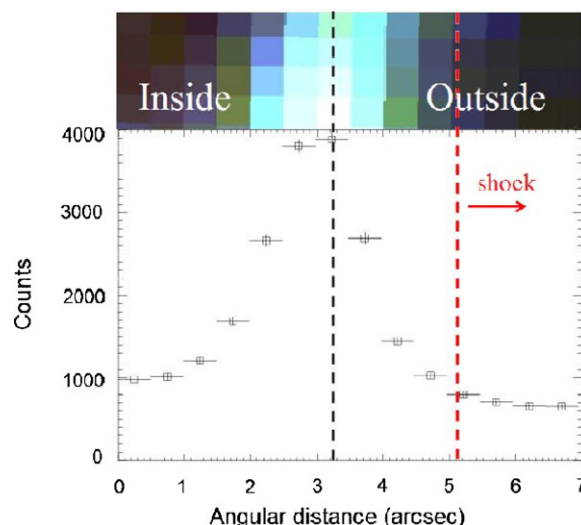 Inside
Outside
shock
4000
3000
2000
1000
0
Counts
0 1 2 3 4 5 6 7
Angular distance (arcsec)